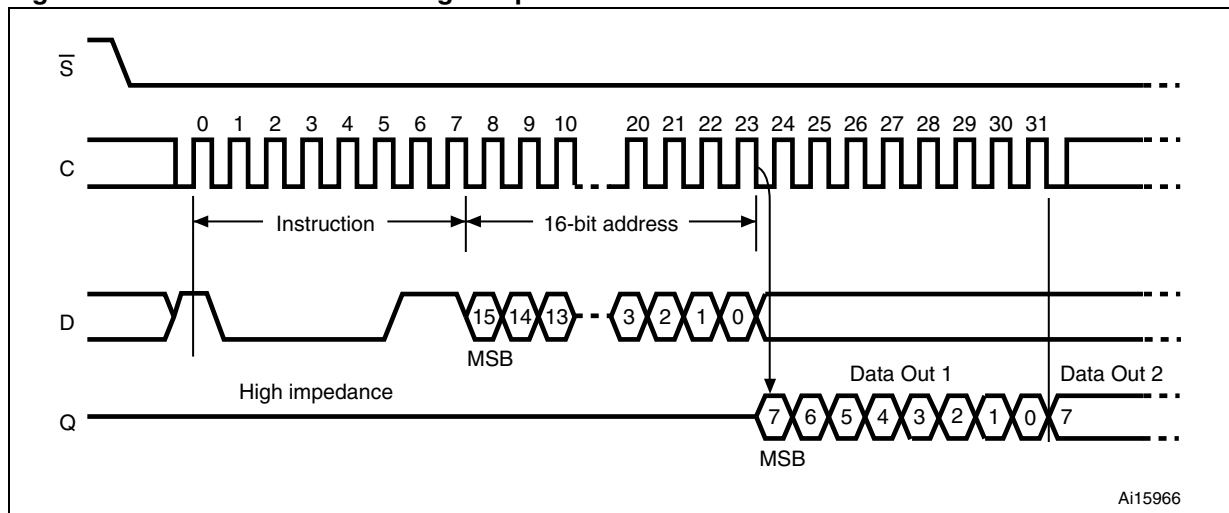 S
0 1 2 3 4 5 6 7 8 9 10 20 21 22 23 24 25 26 27 28 29 30 31
C
Instruction 16-bit address
D 15 14 13 3 2 1 0
MSB
High impedance Data Out 1 Data Out 2
Q 7 6 5 4 3 2 1 0 7
MSB
Ai15966